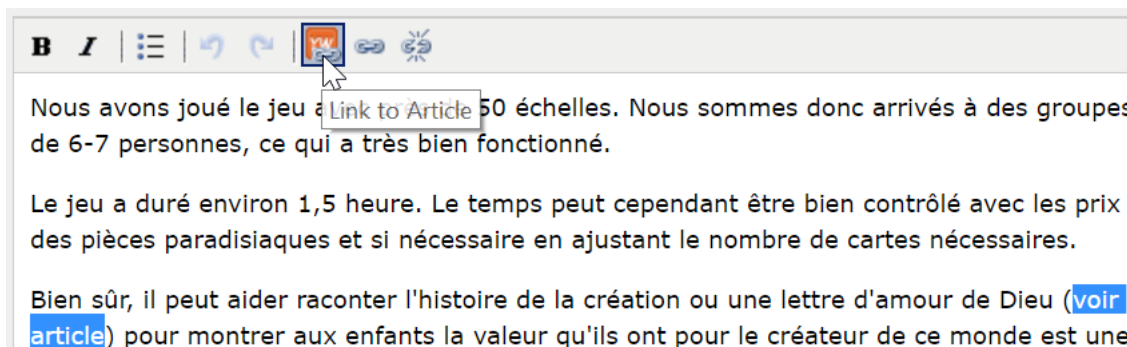 B I YW
Link to Article
Nous avons joué le jeu a 50 échelles. Nous sommes donc arrivés à des groupes
de 6-7 personnes, ce qui a très bien fonctionné.
Le jeu a duré environ 1,5 heure. Le temps peut cependant être bien contrôlé avec les prix
des pièces paradisiaques et si nécessaire en ajustant le nombre de cartes nécessaires.
Bien sûr, il peut aider raconter l'histoire de la création ou une lettre d'amour de Dieu (voir
article) pour montrer aux enfants la valeur qu'ils ont pour le créateur de ce monde est une